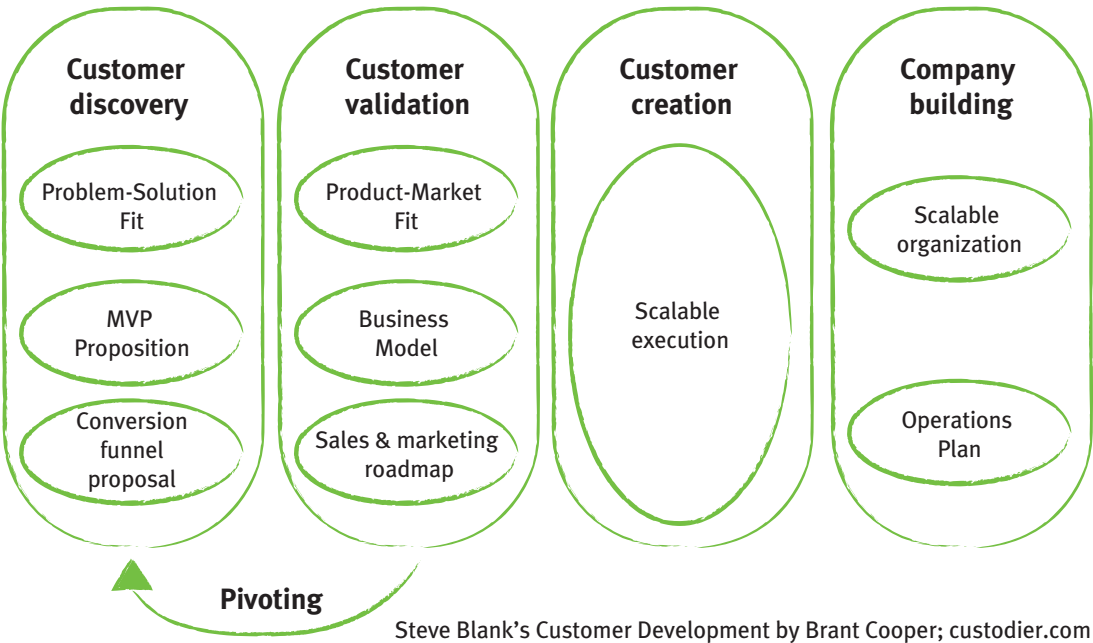 Customer
discovery
Problem-Solution
Fit
MVP
Proposition
Conversion
funnel
proposal
Customer
validation
Product-Market
Fit
Business
Model
Sales & marketing
roadmap
Customer
creation
Scalable
execution
Company
building
Scalable
organization
Operations
Plan
Pivoting
Steve Blank’s Customer Development by Brant Cooper; custodier.com